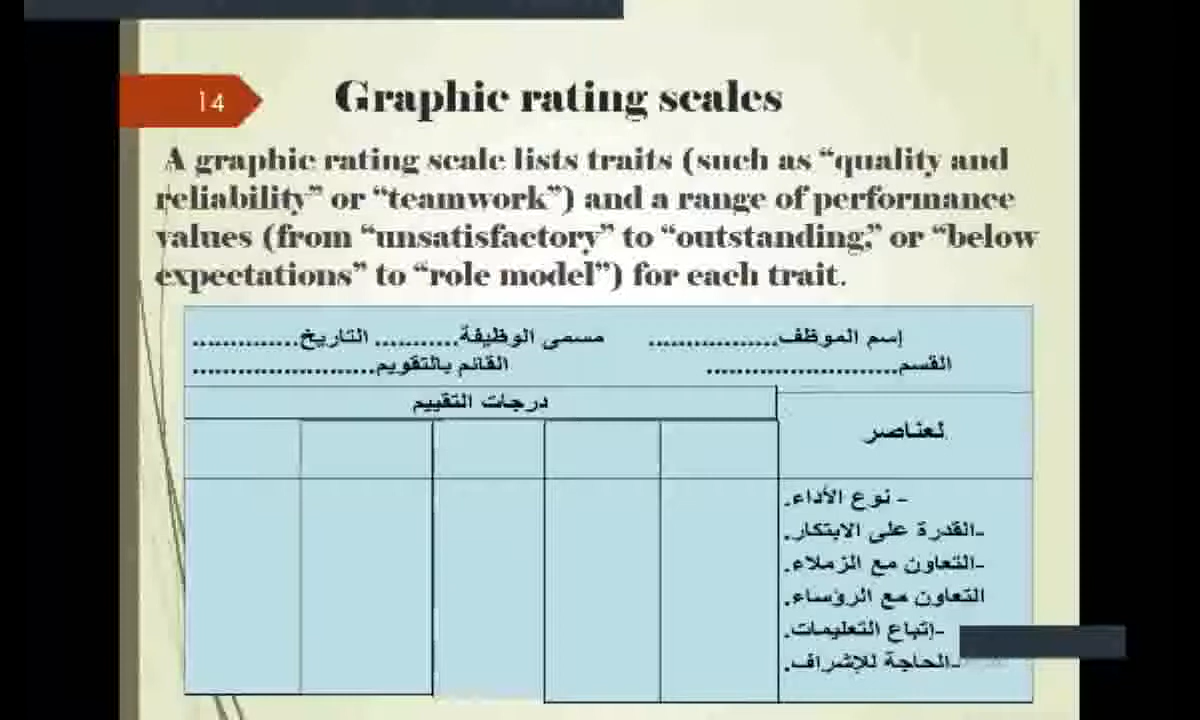 14
Graphic rating scales
A graphic rating scale lists traits (such as “quality and
reliability” or “teamwork”) and a range of performance
values (from “unsatisfactory” to “outstanding,” or “below
expectations” to “role model”) for each trait.
إسم الموظف................. مسمى الوظيفة........... التاريخ..............
القسم......................... القائم بالتقويم........................
درجات التقييم
لعناصر
- نوع الأداء.
-القدرة على الابتكار.
-التعاون مع الزملاء.
التعاون مع الرؤساء.
-إتباع التعليمات.
-الحاجة للإشراف.